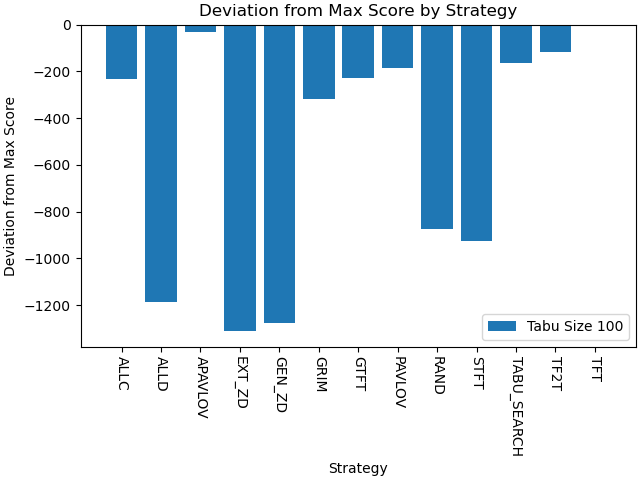 Deviation from Max Score by Strategy
Deviation from Max Score
0
−200
−400
−600
−800
−1000
−1200
Tabu Size 100
ALLC
ALLD
APAVLOV
EXT_ZD
GEN_ZD
GRIM
GTFT
PAVLOV
RAND
STFT
TABU_SEARCH
TF2T
TFT
Strategy